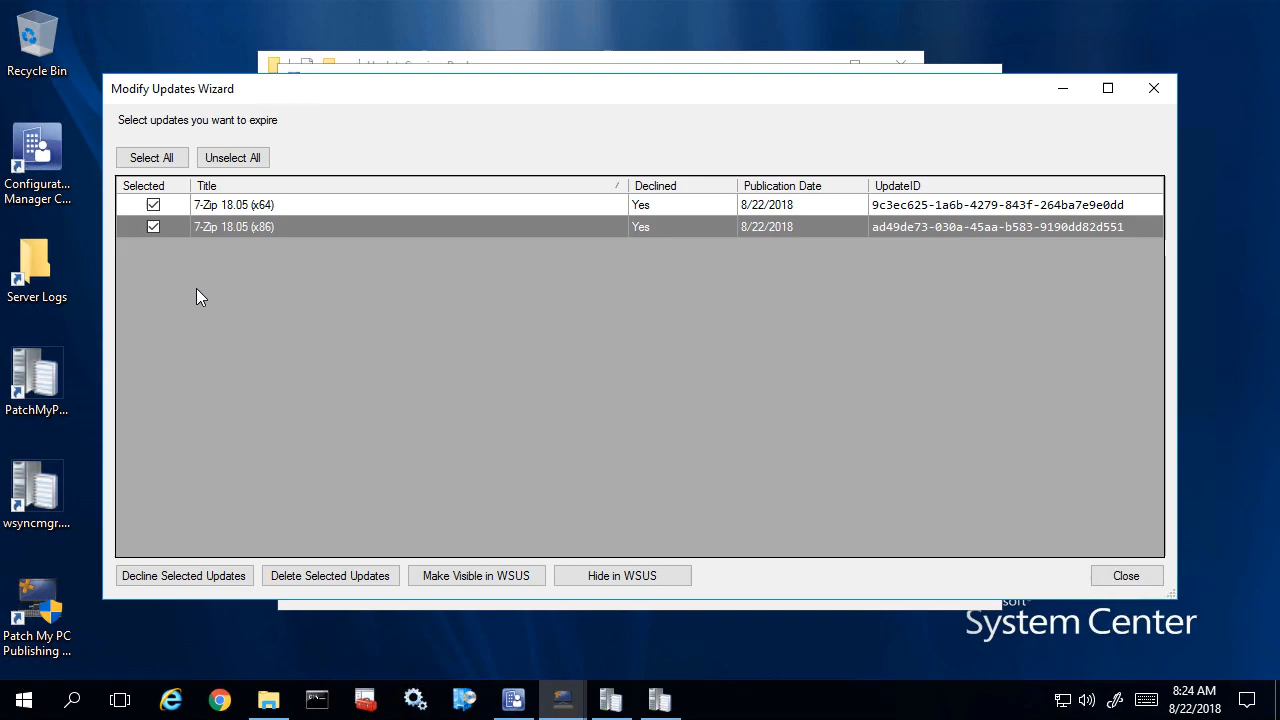 Recycle Bin
Configurat...
Manager C...
Server Logs
PatchMyP...
wsyncmgr....
Patch My PC
Publishing ...
Modify Updates Wizard
Select updates you want to expire
Select All
Unselect All
Selected
Title
Declined
Publication Date
UpdateID
7-Zip 18.05 (x64)
Yes
8/22/2018
9c3ec625-1a6b-4279-843f-264ba7e9e0dd
7-Zip 18.05 (x86)
Yes
8/22/2018
ad49de73-030a-45aa-b583-9190dd82d551
Decline Selected Updates
Delete Selected Updates
Make Visible in WSUS
Hide in WSUS
Close
System Center
8:24 AM
8/22/2018